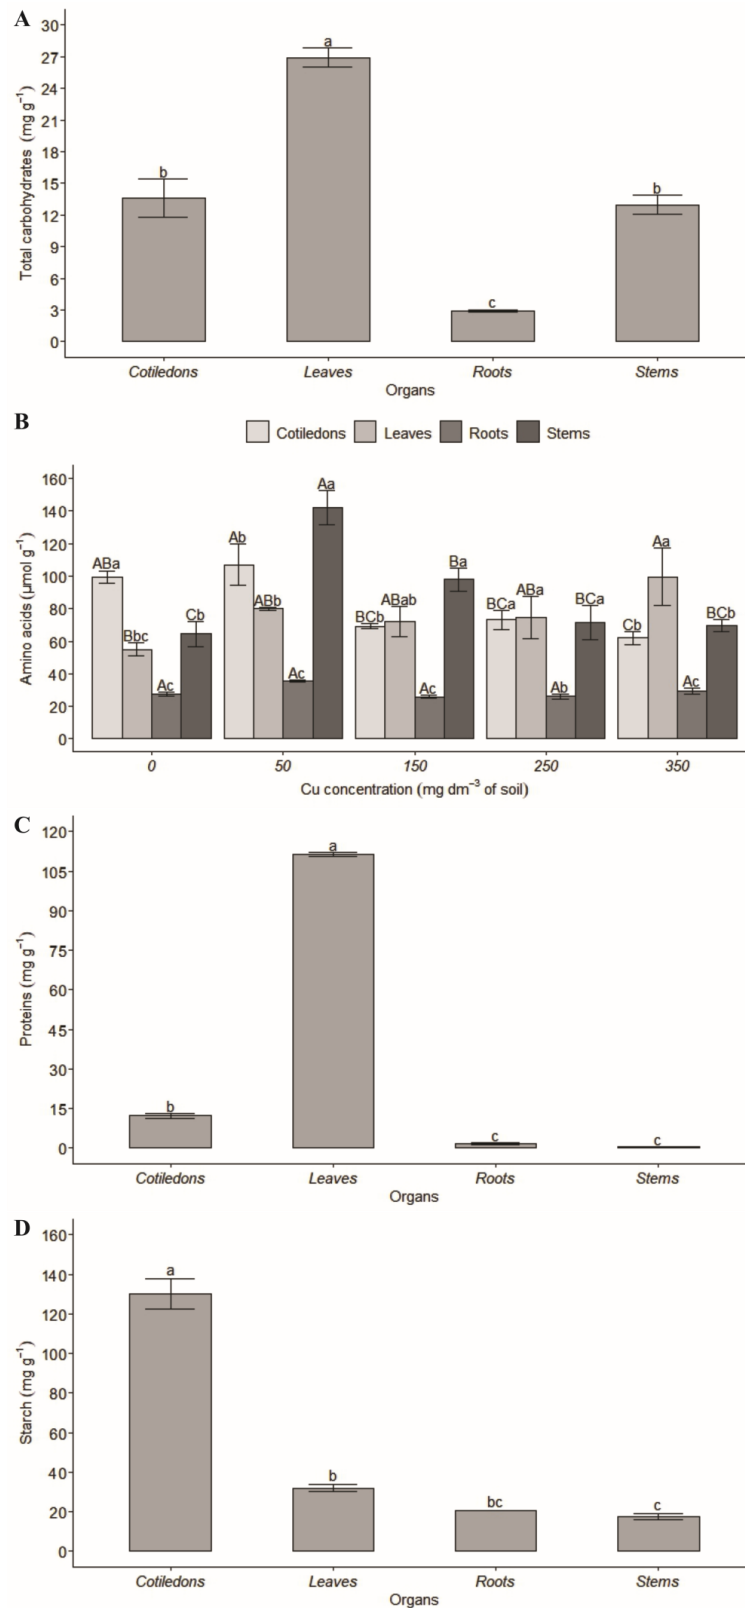 A
Total carbohydrates (mg g⁻¹)
30
27
24
21
18
15
12
9
6
3
0
b
a
c
b
Cotiledons Leaves Roots Stems
Organs
B
Cotiledons Leaves Roots Stems
Amino acids (µmol g⁻¹)
160
140
120
100
80
60
40
20
0
ABa Bbc Ac Cb
Ab ABb Ac Aa
BCb ABab Ac Ba
BCa ABa Ab BCa
Cb Aa Ac BCb
0 50 150 250 350
Cu concentration (mg dm⁻³ of soil)
C
Proteins (mg g⁻¹)
120
105
90
75
60
45
30
15
0
b
a
c
c
Cotiledons Leaves Roots Stems
Organs
D
Starch (mg g⁻¹)
160
140
120
100
80
60
40
20
0
a
b
bc
c
Cotiledons Leaves Roots Stems
Organs